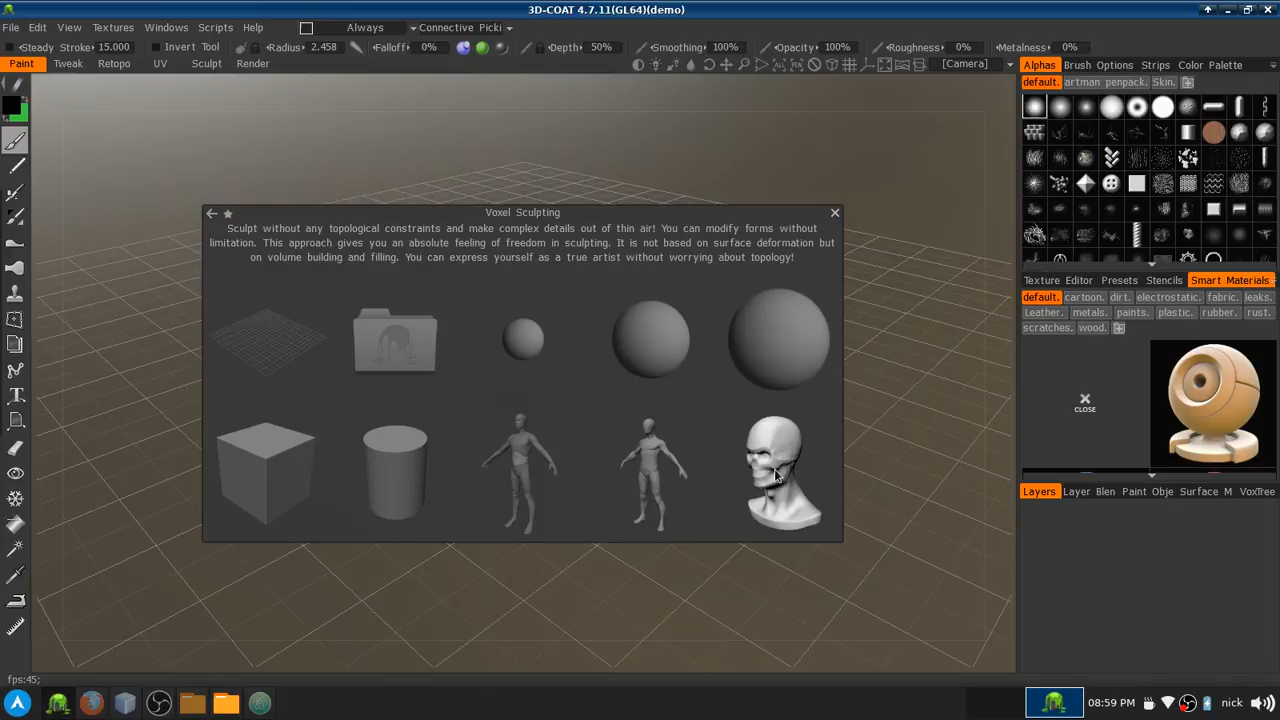 3D-COAT 4.7.11(GL64)(demo)
File Edit View Textures Windows Scripts Help Always Connective Picki
Steady Stroke 15.000 Invert Tool Radius 2.458 Falloff 0% Depth 50% Smoothing 100% Opacity 100% Roughness 0% Metalness 0%
Paint Tweak Retopo UV Sculpt Render [Camera]
Alphas Brush Options Strips Color Palette
default. artman penpack. Skin.
Voxel Sculpting
Sculpt without any topological constraints and make complex details out of thin air! You can modify forms without
limitation. This approach gives you an absolute feeling of freedom in sculpting. It is not based on surface deformation but
on volume building and filling. You can express yourself as a true artist without worrying about topology!
Texture Editor Presets Stencils Smart Materials
default. cartoon. dirt. electrostatic. fabric. leaks.
Leather. metals. paints. plastic. rubber. rust.
scratches. wood.
CLOSE
Layers Layer Blen Paint Obje Surface M VoxTree
fps:45;
08:59 PM nick